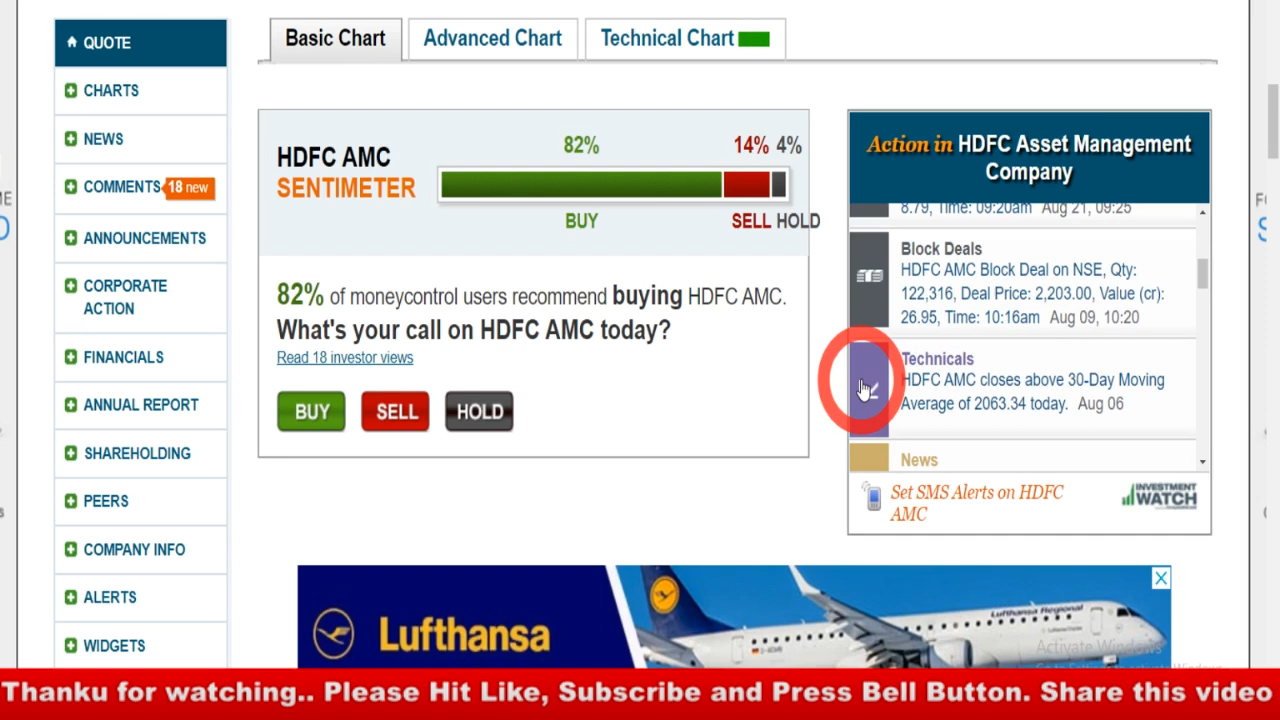 QUOTE
CHARTS
NEWS
COMMENTS 18 new
ANNOUNCEMENTS
CORPORATE
ACTION
FINANCIALS
ANNUAL REPORT
SHAREHOLDING
PEERS
COMPANY INFO
ALERTS
WIDGETS
Basic Chart
Advanced Chart
Technical Chart
HDFC AMC
SENTIMETER
82% 14% 4%
BUY SELL HOLD
82% of moneycontrol users recommend buying HDFC AMC.
What's your call on HDFC AMC today?
Read 18 investor views
BUY SELL HOLD
Action in HDFC Asset Management
Company
8.79, Time: 09:20am Aug 21, 09:25
Block Deals
HDFC AMC Block Deal on NSE, Qty:
122,316, Deal Price: 2,203.00, Value (cr):
26.95, Time: 10:16am Aug 09, 10:20
Technicals
HDFC AMC closes above 30-Day Moving
Average of 2063.34 today. Aug 06
News
Set SMS Alerts on HDFC
AMC
INVESTMENT
WATCH
Lufthansa
Lufthansa Regional
Activate Windows
Thanku for watching.. Please Hit Like, Subscribe and Press Bell Button. Share this video